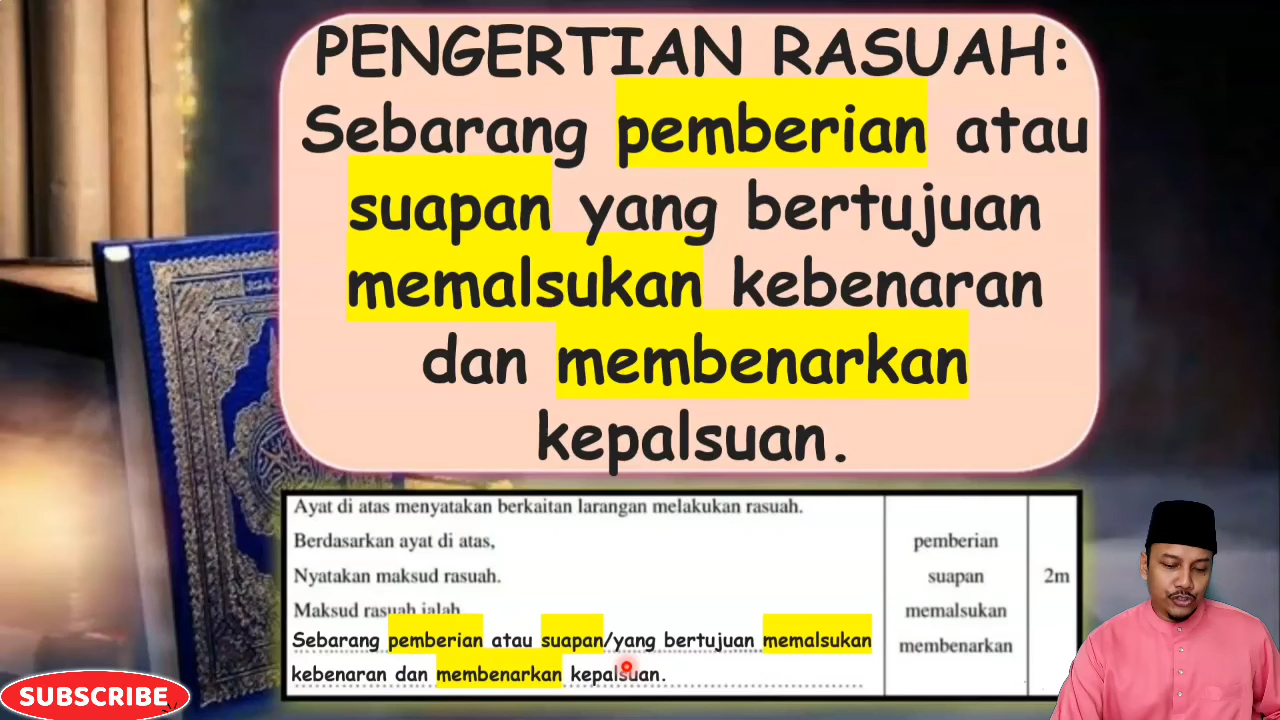 PENGERTIAN RASUAH:
Sebarang pemberian atau
suapan yang bertujuan
memalsukan kebenaran
dan membenarkan
kepalsuan.
Ayat di atas menyatakan berkaitan larangan melakukan rasuah.
Berdasarkan ayat di atas,
Nyatakan maksud rasuah.
Maksud rasuah ialah
Sebarang pemberian atau suapan/yang bertujuan memalsukan
kebenaran dan membenarkan kepalsuan.
pemberian
suapan
memalsukan
membenarkan
2m
SUBSCRIBE